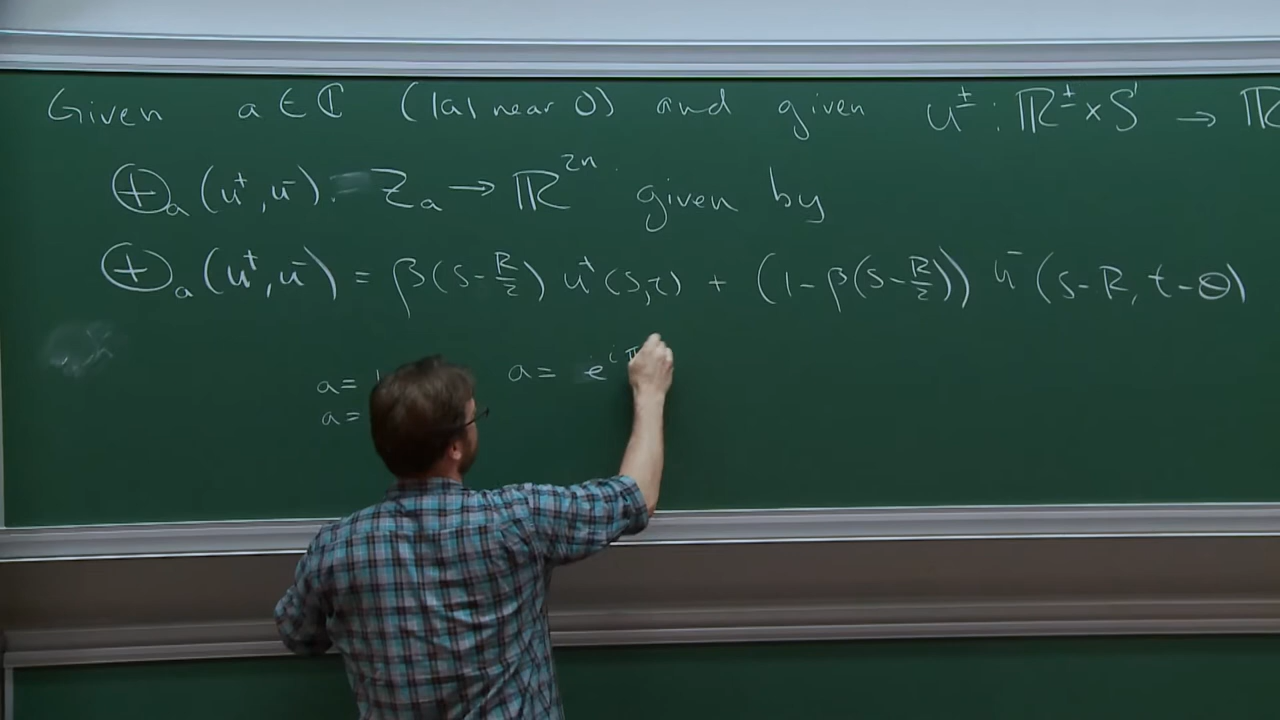 Given a ∈ ℂ (|a| near 0) and given u^± : ℝ^± × S^1 → ℝ
⊕_a (u^+, u^-) : Z_a → ℝ^{2n} given by
⊕_a (u^+, u^-) = β(s - R/2) u^+(s,t) + (1 - β(s - R/2)) u^-(s - R, t - Θ)
a = a = e^{iπ
a =